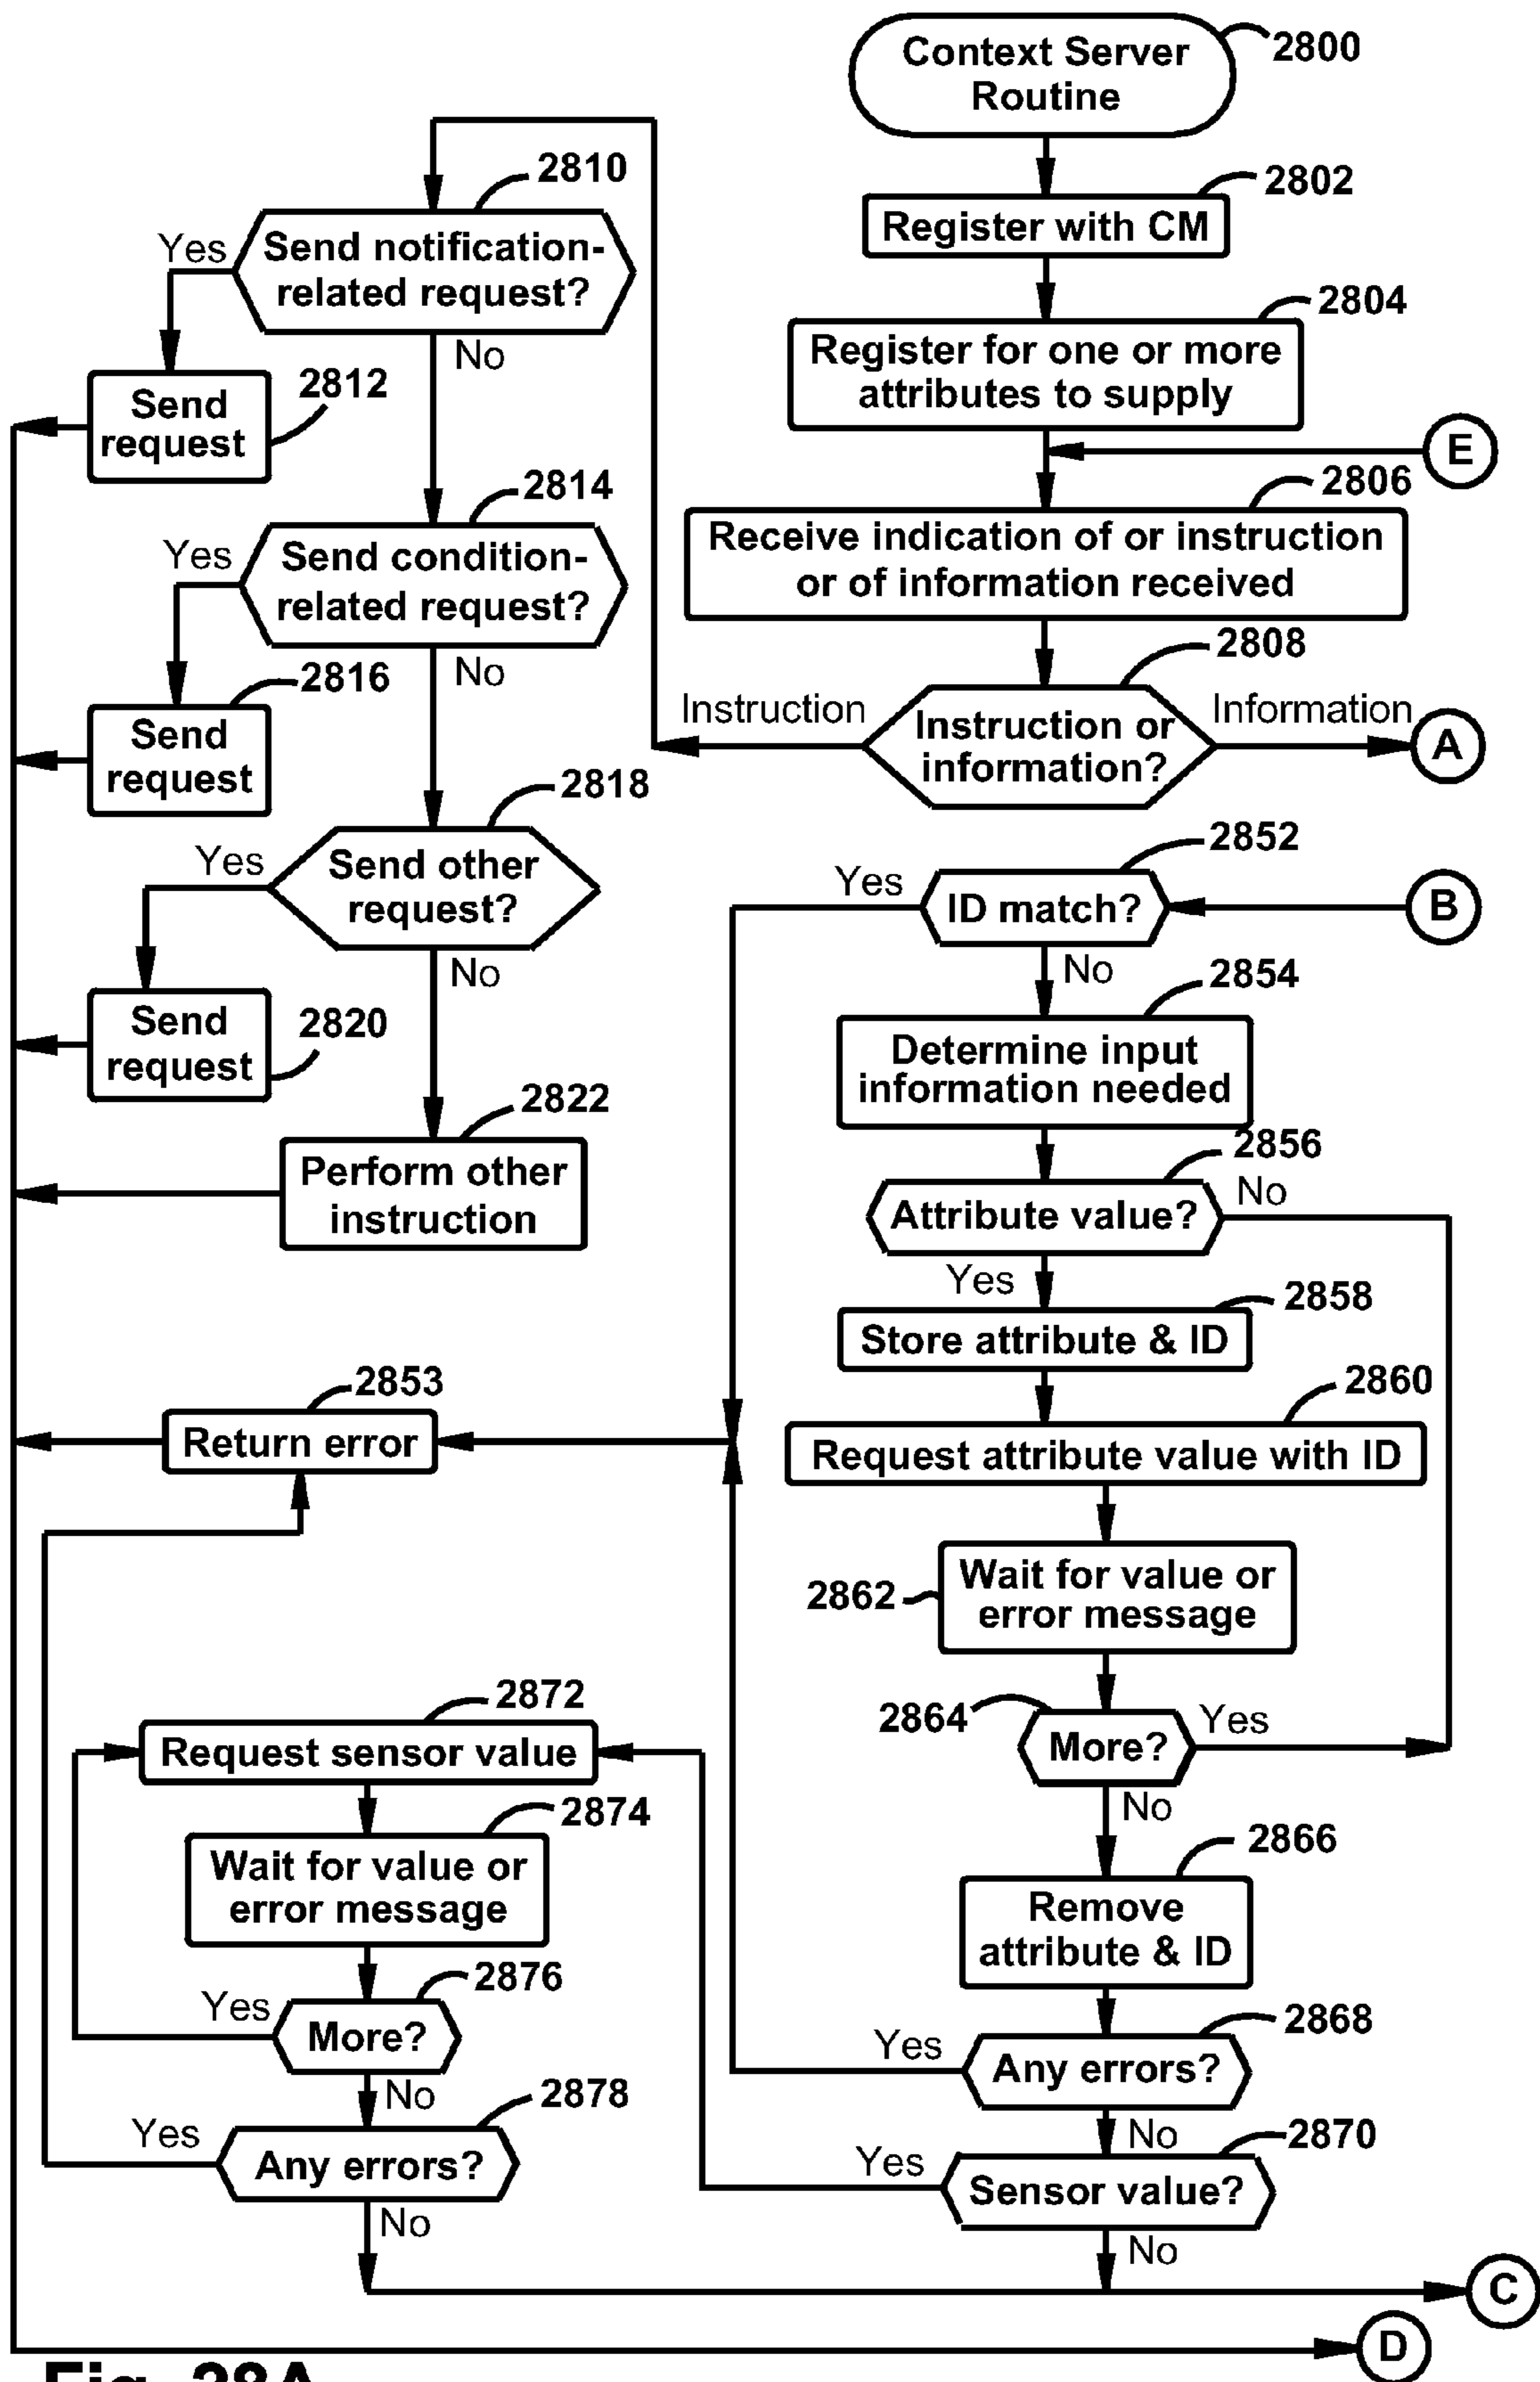 Context Server
Routine
2800
Register with CM
2802
Register for one or more
attributes to supply
2804
E
Receive indication of or instruction
or of information received
2806
Instruction or
information?
2808
Instruction
Information
A
Send notification-
related request?
2810
Yes
No
Send
request
2812
Send condition-
related request?
2814
Yes
No
Send
request
2816
Send other
request?
2818
Yes
No
Send
request
2820
Perform other
instruction
2822
B
ID match?
2852
Yes
No
Determine input
information needed
2854
Attribute value?
2856
No
Yes
Store attribute & ID
2858
Request attribute value with ID
2860
Wait for value or
error message
2862
More?
2864
Yes
No
Remove
attribute & ID
2866
Any errors?
2868
Yes
No
Sensor value?
2870
Yes
No
Return error
2853
Request sensor value
2872
Wait for value or
error message
2874
More?
2876
Yes
No
Any errors?
2878
Yes
No
C
D
Fig. 28A